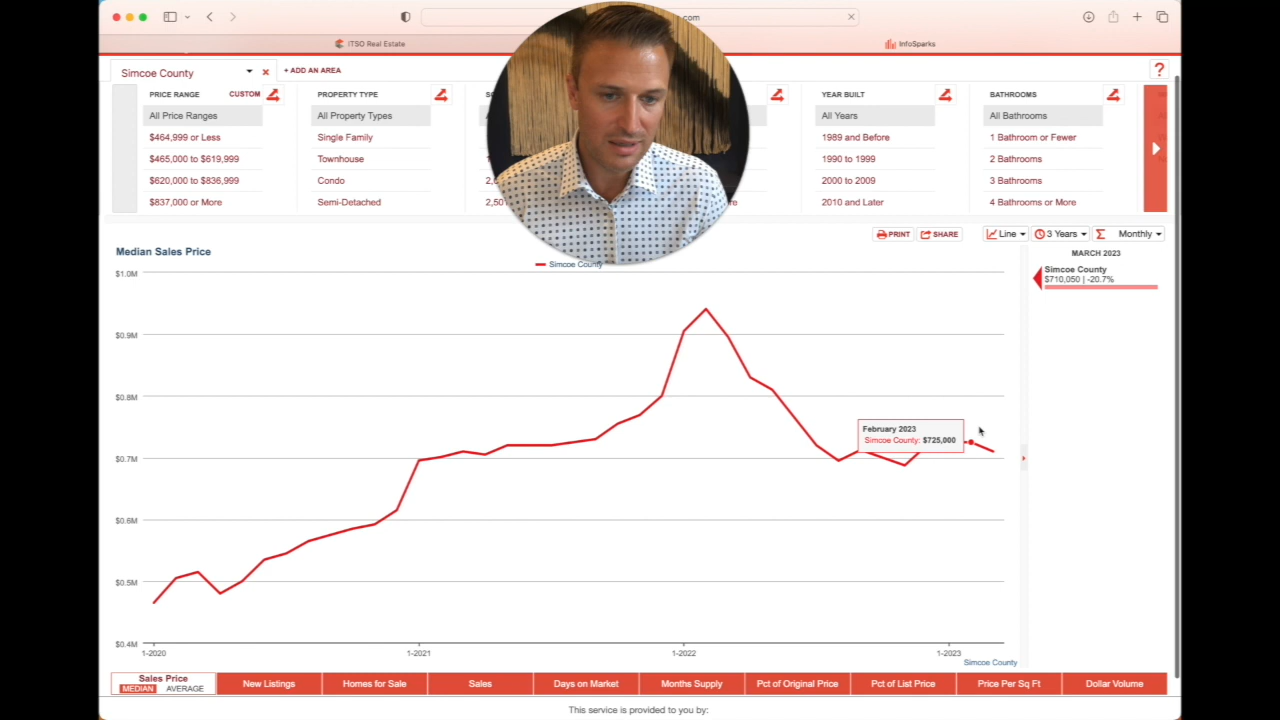 .com
ITSO Real Estate
InfoSparks
Simcoe County
+ ADD AN AREA
?
PRICE RANGE CUSTOM
All Price Ranges
$464,999 or Less
$465,000 to $619,999
$620,000 to $836,999
$837,000 or More
PROPERTY TYPE
All Property Types
Single Family
Townhouse
Condo
Semi-Detached
YEAR BUILT
All Years
1989 and Before
1990 to 1999
2000 to 2009
2010 and Later
BATHROOMS
All Bathrooms
1 Bathroom or Fewer
2 Bathrooms
3 Bathrooms
4 Bathrooms or More
PRINT SHARE Line 3 Years Σ Monthly
Median Sales Price
Simcoe County
MARCH 2023
Simcoe County
$710,050 | -20.7%
$1.0M
$0.9M
$0.8M
$0.7M
$0.6M
$0.5M
$0.4M
February 2023
Simcoe County: $725,000
1-2020 1-2021 1-2022 1-2023
Simcoe County
Sales Price
MEDIAN AVERAGE
New Listings
Homes for Sale
Sales
Days on Market
Months Supply
Pct of Original Price
Pct of List Price
Price Per Sq Ft
Dollar Volume
This service is provided to you by: